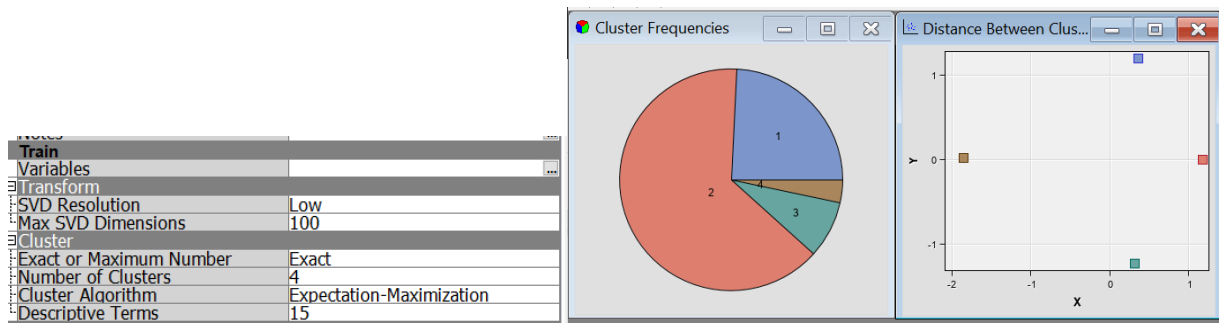 Notes
...
Train
Variables
...
Transform
SVD Resolution Low
Max SVD Dimensions 100
Cluster
Exact or Maximum Number Exact
Number of Clusters 4
Cluster Algorithm Expectation-Maximization
Descriptive Terms 15
Cluster Frequencies
1
2
3
4
Distance Between Clus...
1
Y 0
-1
-2 -1 0 1
X